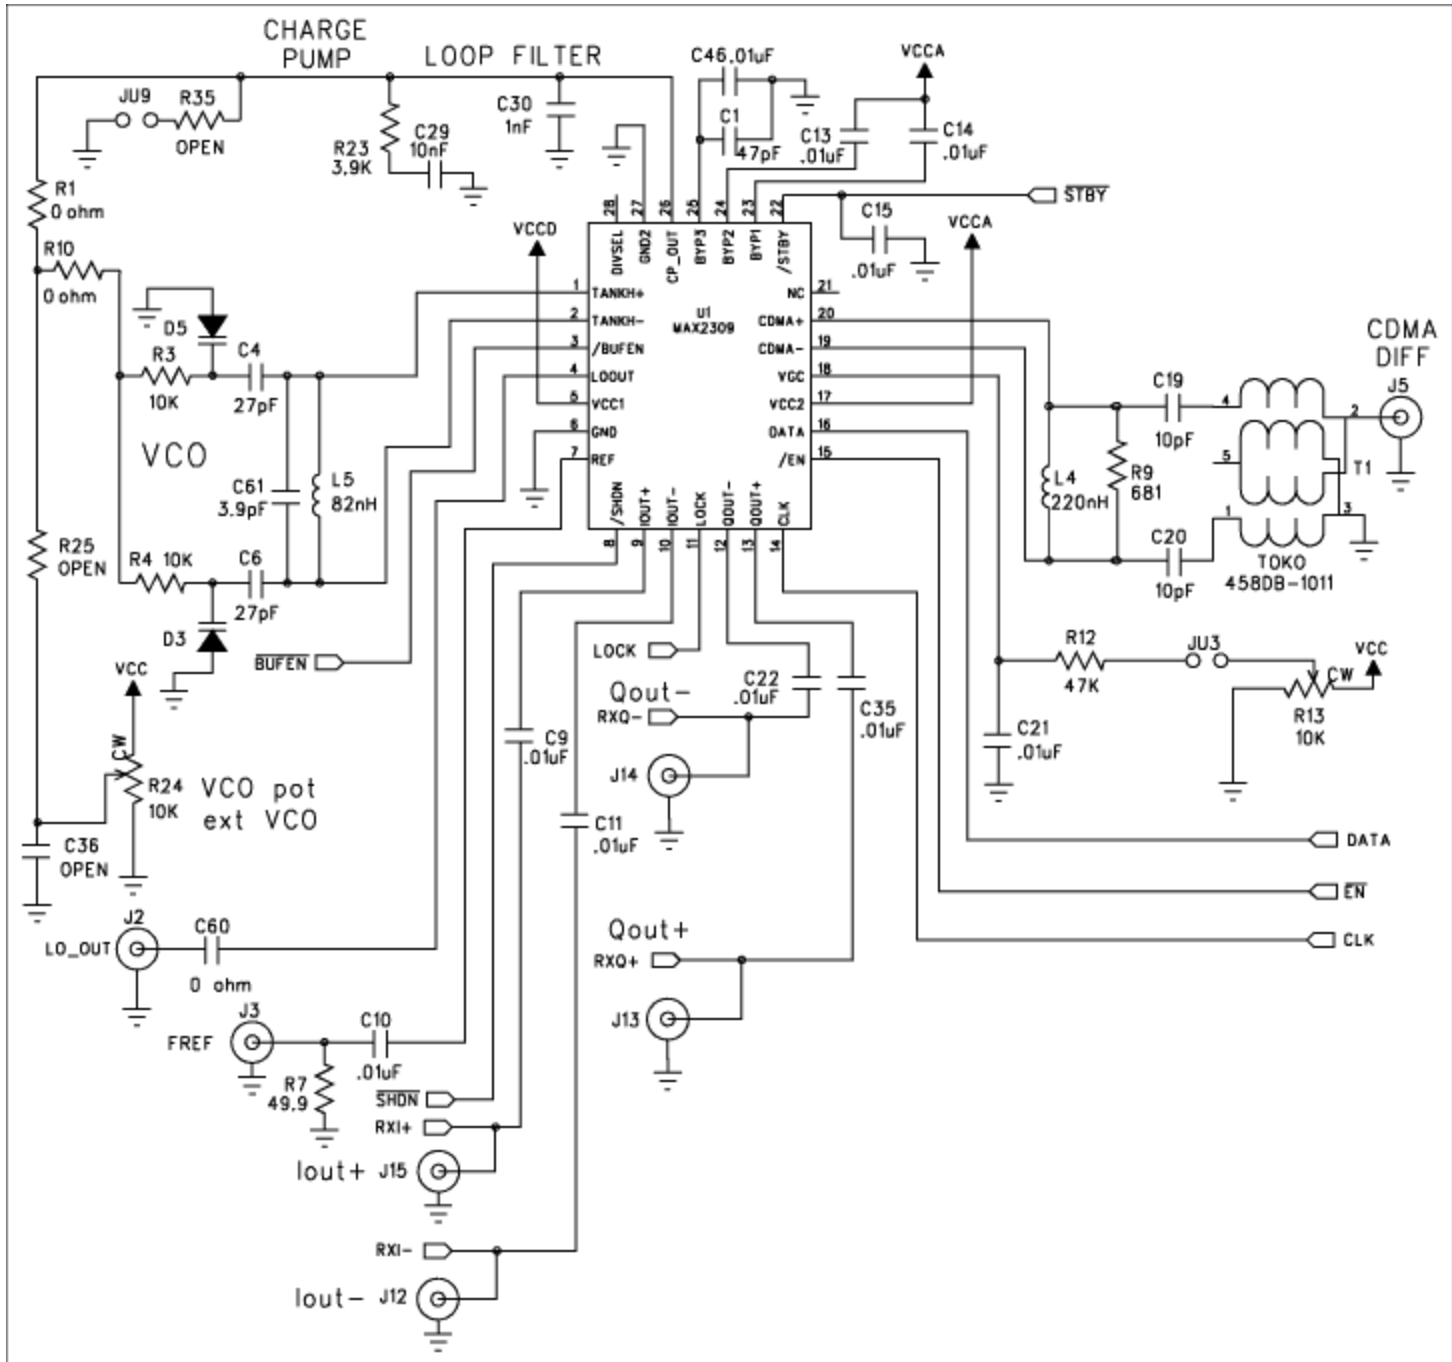 CHARGE
PUMP
LOOP FILTER
JU9
R35
OPEN
R23
3.9K
C29
10nF
C30
1nF
C46
.01uF
C1
47pF
VCCA
C13
.01uF
C14
.01uF
R1
0 ohm
R10
0 ohm
VCCD
28
27
26
25
24
23
22
DIVSEL
GND2
CP_OUT
BYP3
BYP2
BYP1
/STBY
C15
.01uF
STBY
VCCA
U1
MAX2309
1
TANKH+
2
TANKH-
3
/BUFEN
4
LOOUT
5
VCC1
6
GND
7
REF
NC
21
CDMA+
20
CDMA-
19
VGC
18
VCC2
17
DATA
16
/EN
15
/SHDN
IOUT+
IOUT-
LOCK
QOUT-
QOUT+
CLK
8
9
10
11
12
13
14
D5
R3
10K
C4
27pF
VCO
C61
3.9pF
L5
82nH
R25
OPEN
R4 10K
C6
27pF
D3
BUFEN
CDMA
DIFF
J5
C19
10pF
4
2
5
R9
681
L4
220nH
T1
1
3
C20
10pF
TOKO
458DB-1011
VCC
CW
R24
10K
VCO pot
ext VCO
C36
OPEN
LOCK
Qout-
RXQ-
C22
.01uF
C35
.01uF
J14
C9
.01uF
C11
.01uF
R12
47K
JU3
CW
VCC
R13
10K
C21
.01uF
DATA
EN
CLK
J2
LO_OUT
C60
0 ohm
Qout+
RXQ+
J13
J3
FREF
C10
.01uF
R7
49.9
SHDN
RXI+
Iout+ J15
RXI-
Iout- J12